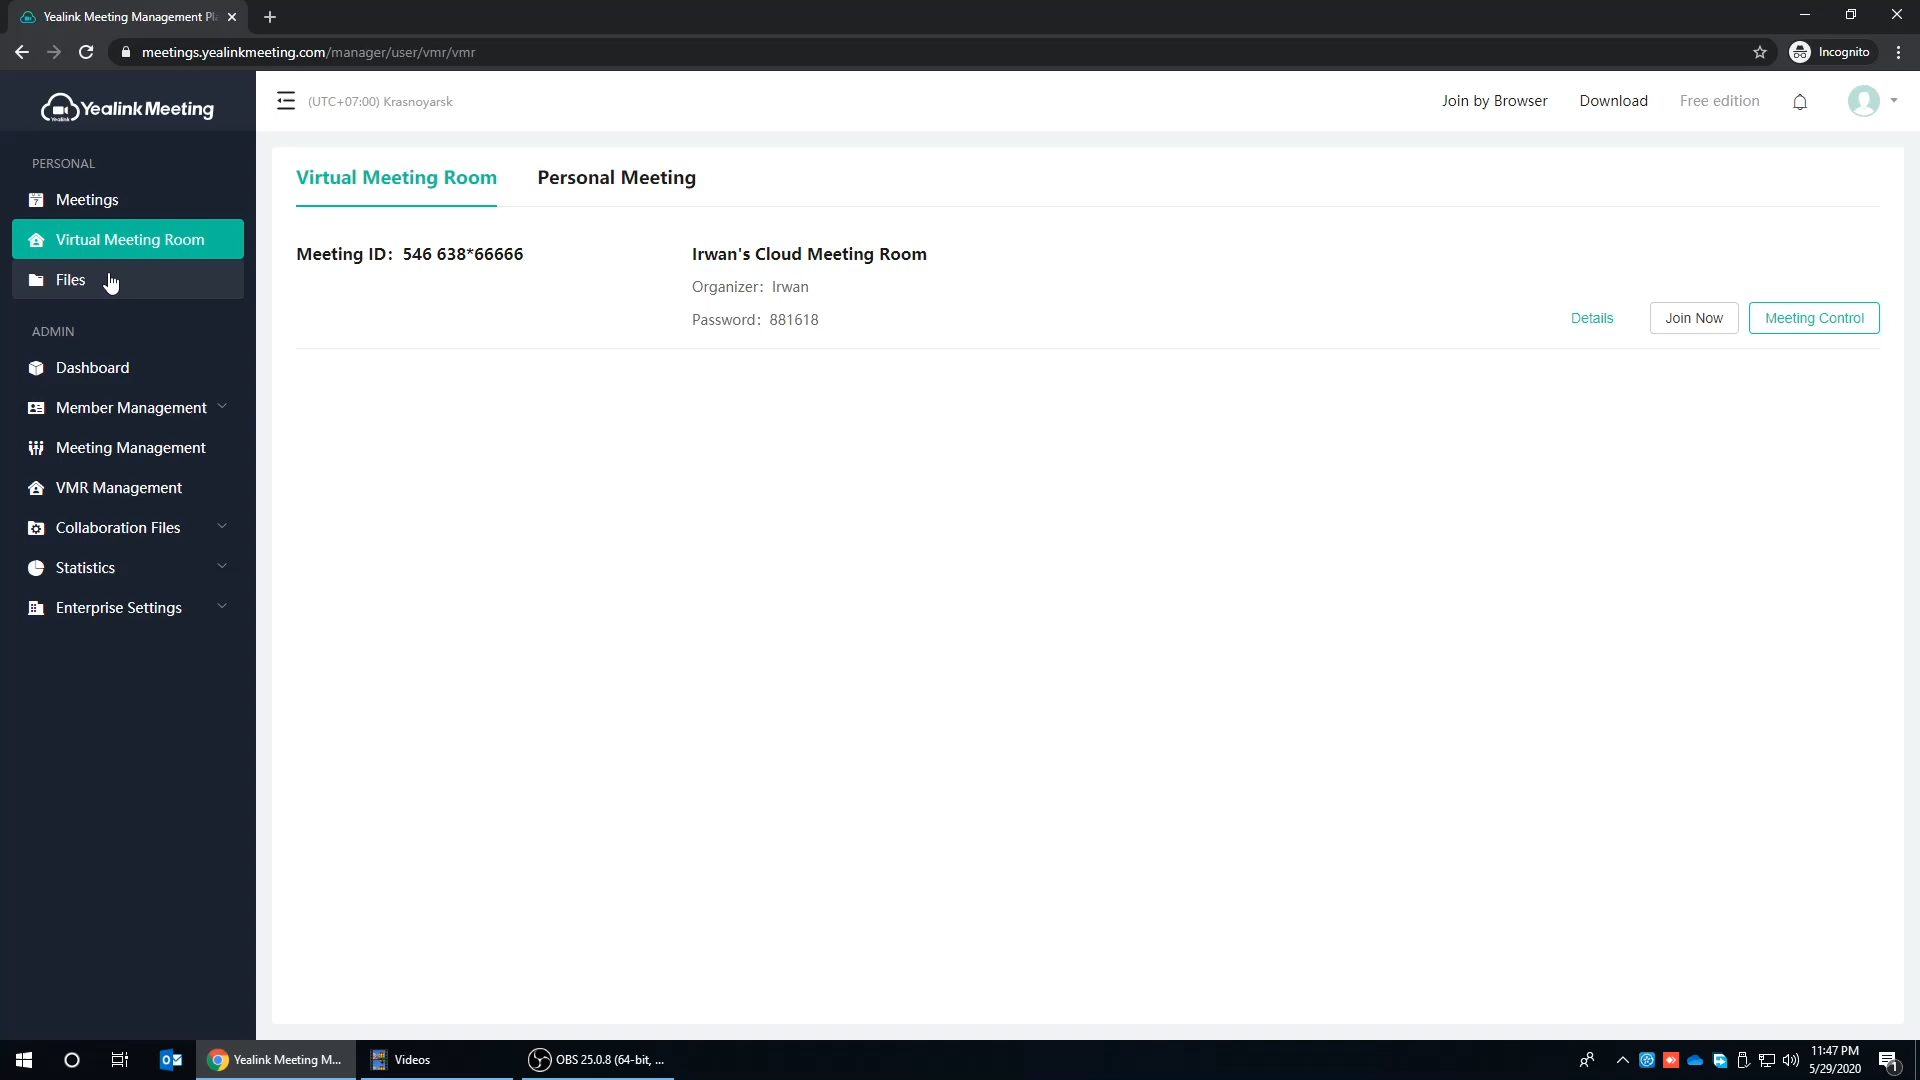 Yealink Meeting Management Pl
meetings.yealinkmeeting.com/manager/user/vmr/vmr
Incognito
Yealink
Yealink Meeting
(UTC+07:00) Krasnoyarsk
Join by Browser
Download
Free edition
PERSONAL
7
Meetings
Virtual Meeting Room
Files
ADMIN
Dashboard
Member Management
Meeting Management
VMR Management
Collaboration Files
Statistics
Enterprise Settings
Virtual Meeting Room
Personal Meeting
Meeting ID: 546 638*66666
Irwan's Cloud Meeting Room
Organizer: Irwan
Password: 881618
Details
Join Now
Meeting Control
Yealink Meeting M...
Videos
OBS 25.0.8 (64-bit, ...
11:47 PM
5/29/2020
1